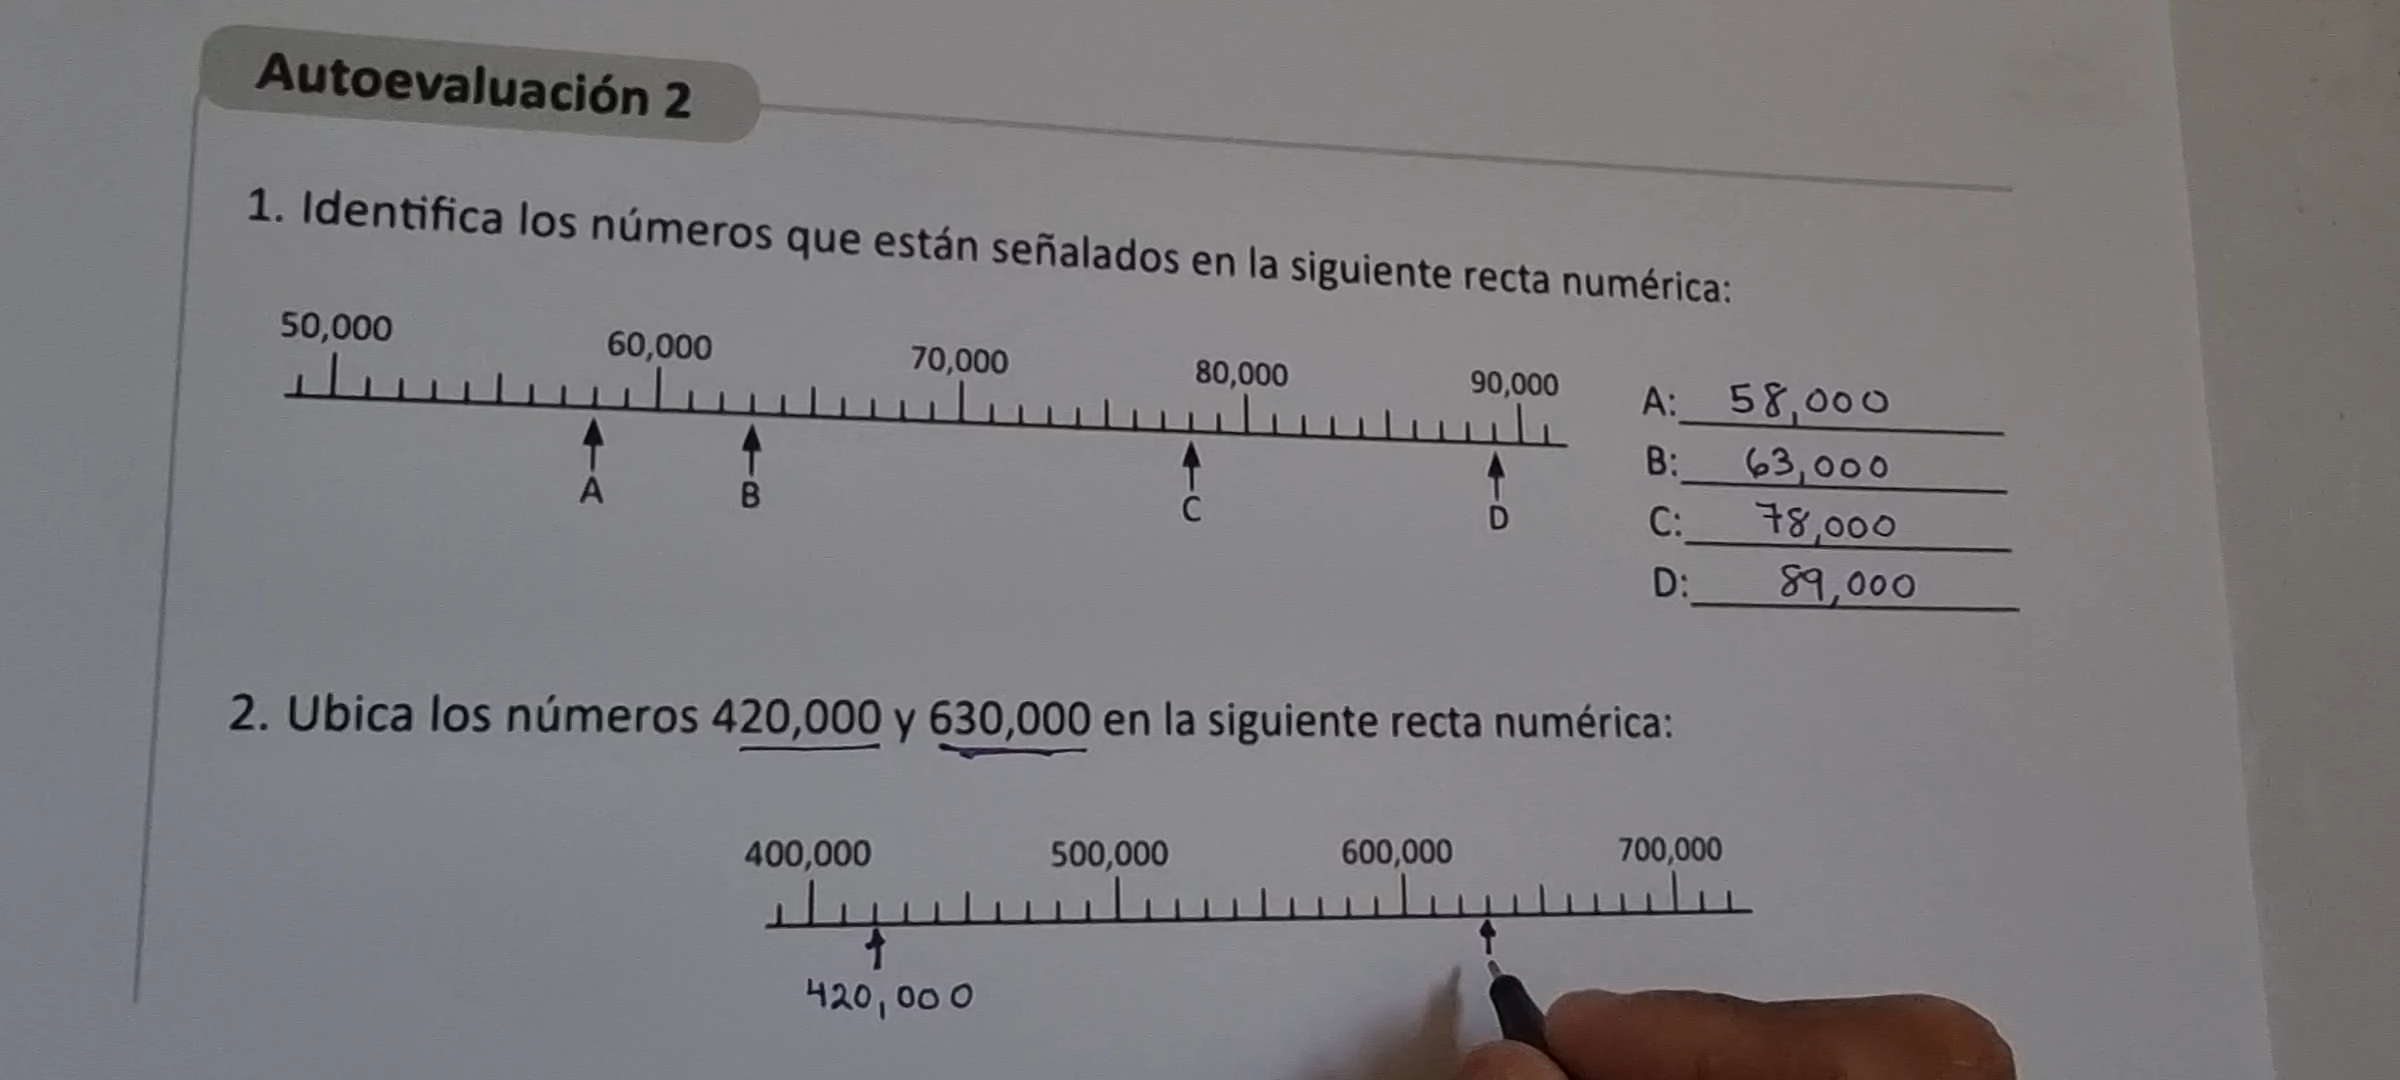 Autoevaluación 2
1. Identifica los números que están señalados en la siguiente recta numérica:
50,000 60,000 70,000 80,000 90,000
A B C D
A: 58,000
B: 63,000
C: 78,000
D: 89,000
2. Ubica los números 420,000 y 630,000 en la siguiente recta numérica:
400,000 500,000 600,000 700,000
420,000